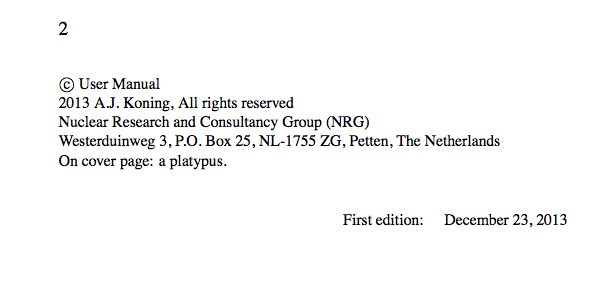 2
© User Manual
2013 A.J. Koning, All rights reserved
Nuclear Research and Consultancy Group (NRG)
Westerduinweg 3, P.O. Box 25, NL-1755 ZG, Petten, The Netherlands
On cover page: a platypus.
First edition: December 23, 2013